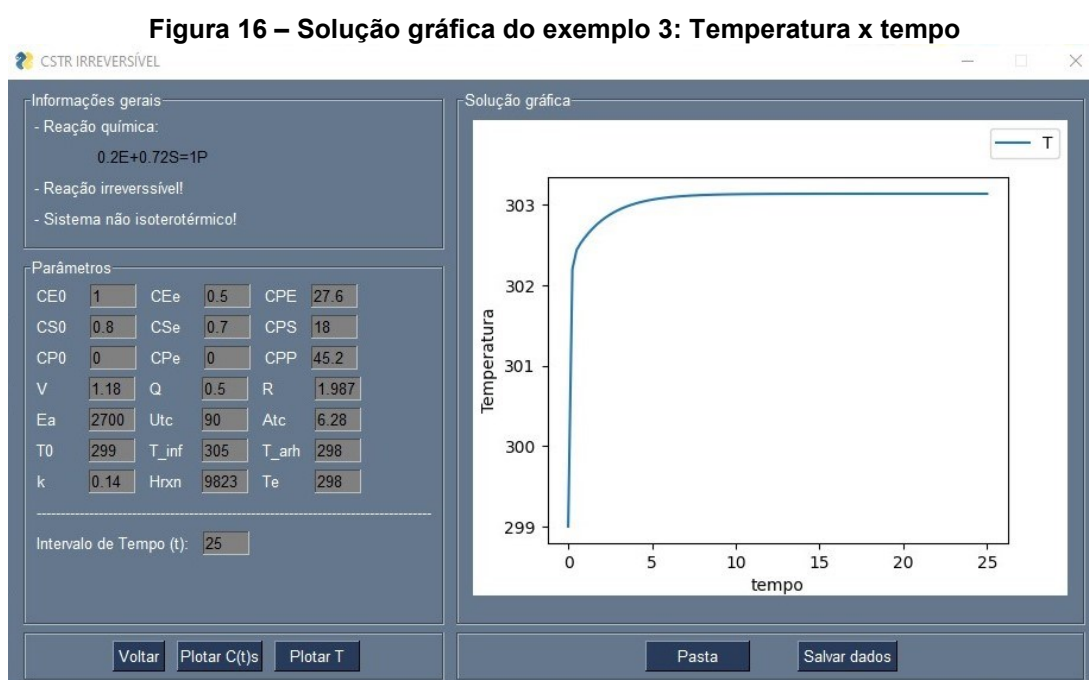 Figura 16 – Solução gráfica do exemplo 3: Temperatura x tempo
CSTR IRREVERSÍVEL
Informações gerais
- Reação química:
0.2E+0.72S=1P
- Reação irreverssível!
- Sistema não isoterotérmico!
Parâmetros
CE0 1 CEe 0.5 CPE 27.6
CS0 0.8 CSe 0.7 CPS 18
CP0 0 CPe 0 CPP 45.2
V 1.18 Q 0.5 R 1.987
Ea 2700 Utc 90 Atc 6.28
T0 299 T_inf 305 T_arh 298
k 0.14 Hrxn 9823 Te 298
Intervalo de Tempo (t): 25
Voltar Plotar C(t)s Plotar T
Solução gráfica
T
303
302
301
300
299
Temperatura
0 5 10 15 20 25
tempo
Pasta Salvar dados